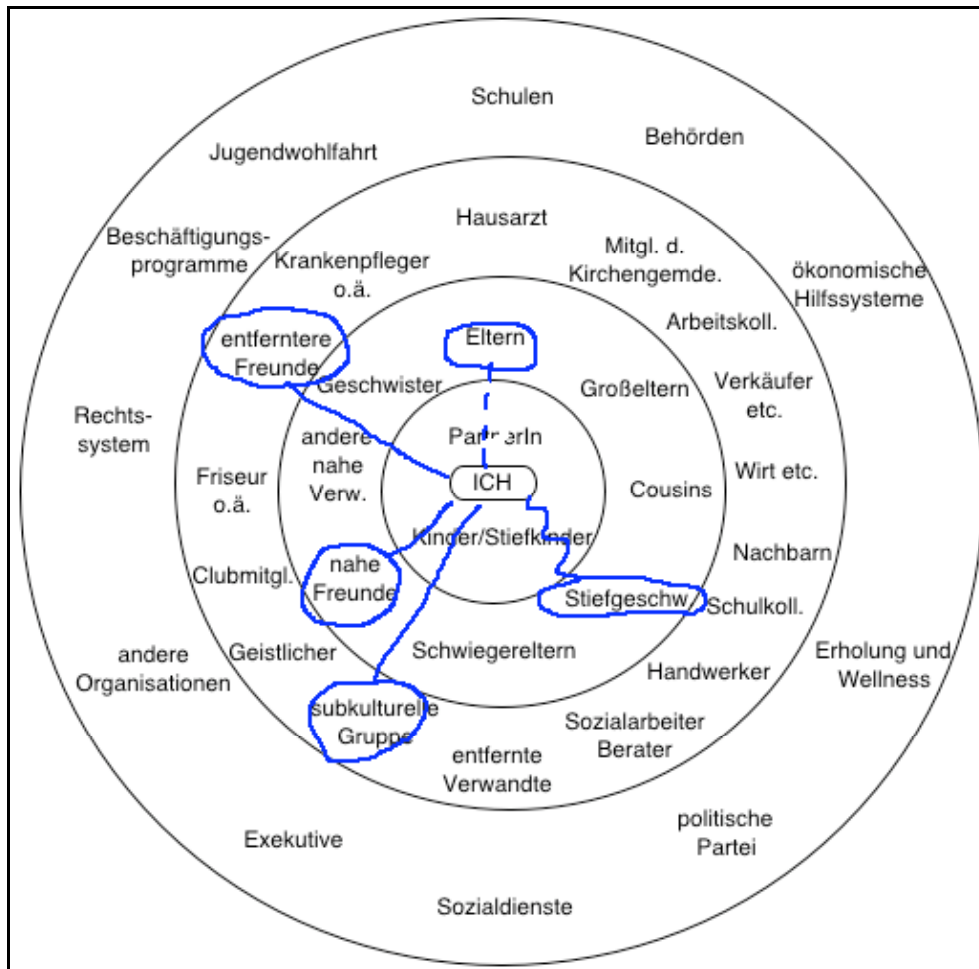 Schulen
Behörden
Jugendwohlfahrt
Hausarzt
Beschäftigungs-
programme
Krankenpfleger
o.ä.
Mitgl. d.
Kirchengemde.
ökonomische
Hilfssysteme
entferntere
Freunde
Eltern
Arbeitskoll.
Geschwister
Großeltern
Verkäufer
etc.
Rechts-
system
andere
nahe
Verw.
PartnerIn
Friseur
o.ä.
ICH
Cousins
Wirt etc.
Kinder/Stiefkinder
Nachbarn
Clubmitgl.
nahe
Freunde
Stiefgeschw.
Schulkoll.
andere
Organisationen
Geistlicher
Schwiegereltern
Handwerker
Erholung und
Wellness
subkulturelle
Gruppe
Sozialarbeiter
Berater
entfernte
Verwandte
Exekutive
politische
Partei
Sozialdienste